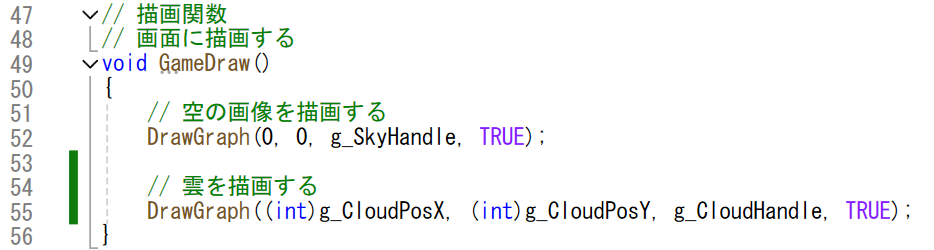 47 // 描画関数
48 // 画面に描画する
49 void GameDraw()
50 {
51 // 空の画像を描画する
52 DrawGraph(0, 0, g_SkyHandle, TRUE);
53
54 // 雲を描画する
55 DrawGraph((int)g_CloudPosX, (int)g_CloudPosY, g_CloudHandle, TRUE);
56 }